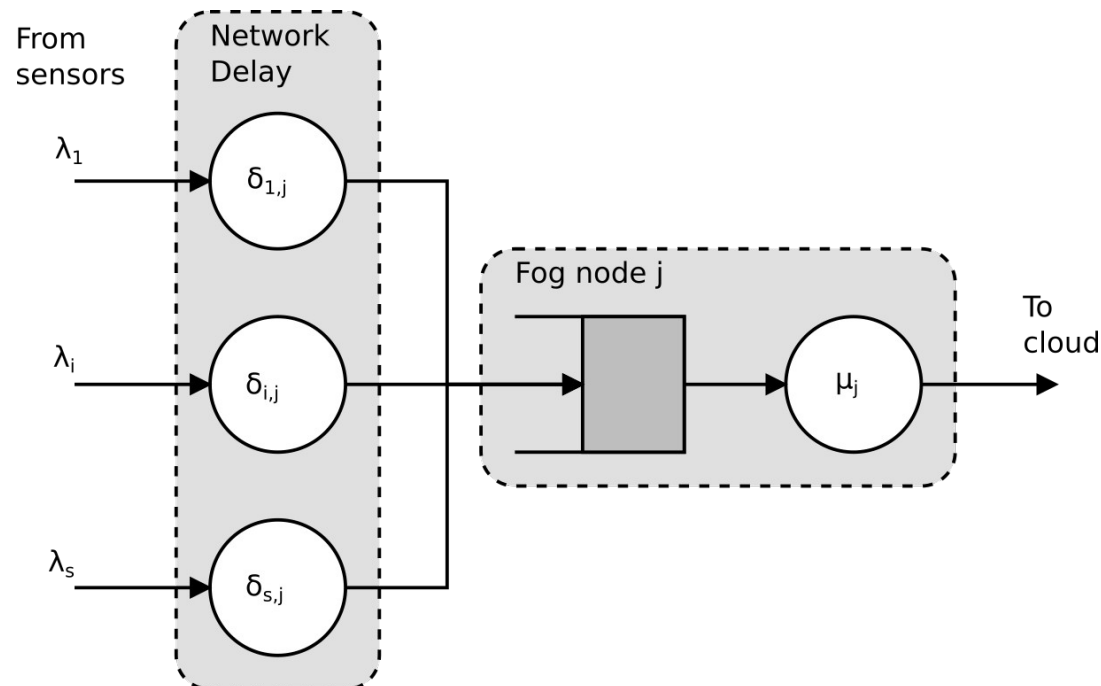 From
sensors
Network
Delay
λ₁
δ₁,ⱼ
Fog node j
λᵢ
δᵢ,ⱼ
μⱼ
To
cloud
λₛ
δₛ,ⱼ